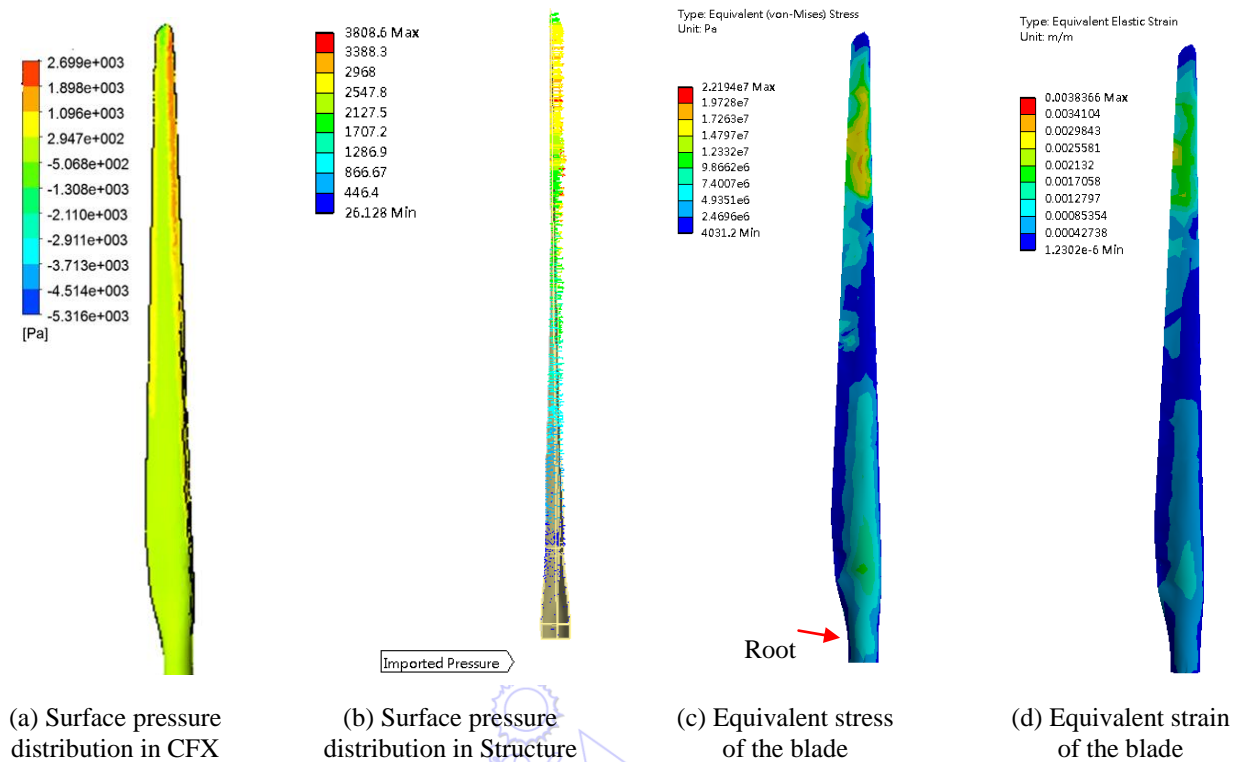 2.699e+003
1.898e+003
1.096e+003
2.947e+002
-5.068e+002
-1.308e+003
-2.110e+003
-2.911e+003
-3.713e+003
-4.514e+003
-5.316e+003
[Pa]
3808.6 Max
3388.3
2968
2547.8
2127.5
1707.2
1286.9
866.67
446.4
26.128 Min
Imported Pressure
Type: Equivalent (von-Mises) Stress
Unit: Pa
2.2194e7 Max
1.9728e7
1.7263e7
1.4797e7
1.2332e7
9.8662e6
7.4007e6
4.9351e6
2.4696e6
4031.2 Min
Root
Type: Equivalent Elastic Strain
Unit: m/m
0.0038366 Max
0.0034104
0.0029843
0.0025581
0.002132
0.0017058
0.0012797
0.00085354
0.00042738
1.2302e-6 Min
(a) Surface pressure
distribution in CFX
(b) Surface pressure
distribution in Structure
(c) Equivalent stress
of the blade
(d) Equivalent strain
of the blade